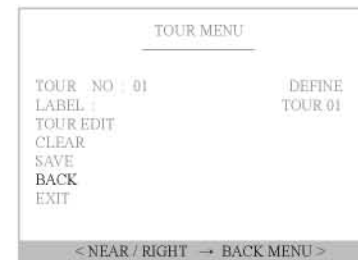 TOUR MENU
TOUR NO : 01 DEFINE
LABEL : TOUR 01
TOUR EDIT
CLEAR
SAVE
BACK
EXIT
< NEAR / RIGHT → BACK MENU >